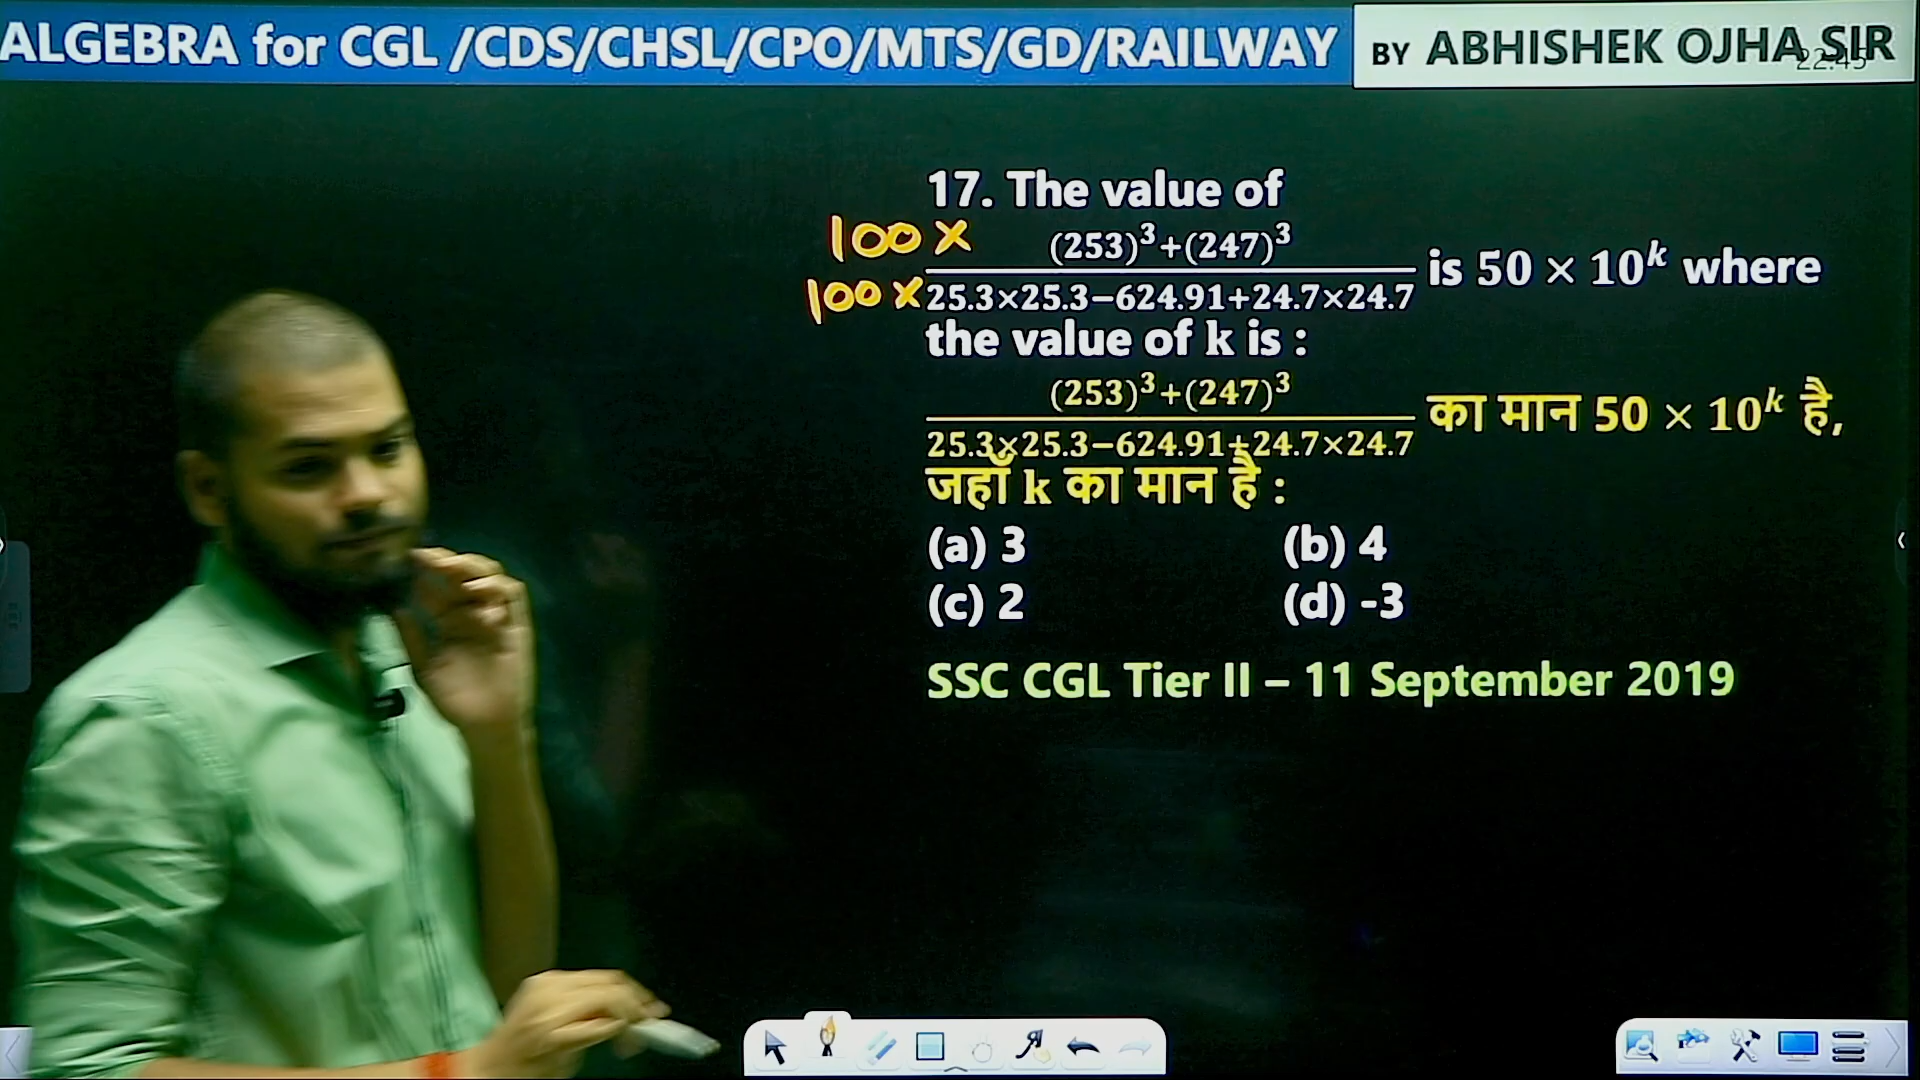 ALGEBRA for CGL /CDS/CHSL/CPO/MTS/GD/RAILWAY BY ABHISHEK OJHA SIR
22:45
17. The value of
100 × (253)³+(247)³
100 × 25.3×25.3−624.91+24.7×24.7 is 50 × 10ᵏ where
the value of k is :
(253)³+(247)³
25.3×25.3−624.91+24.7×24.7 का मान 50 × 10ᵏ है,
जहाँ k का मान है :
(a) 3 (b) 4
(c) 2 (d) -3
SSC CGL Tier II – 11 September 2019